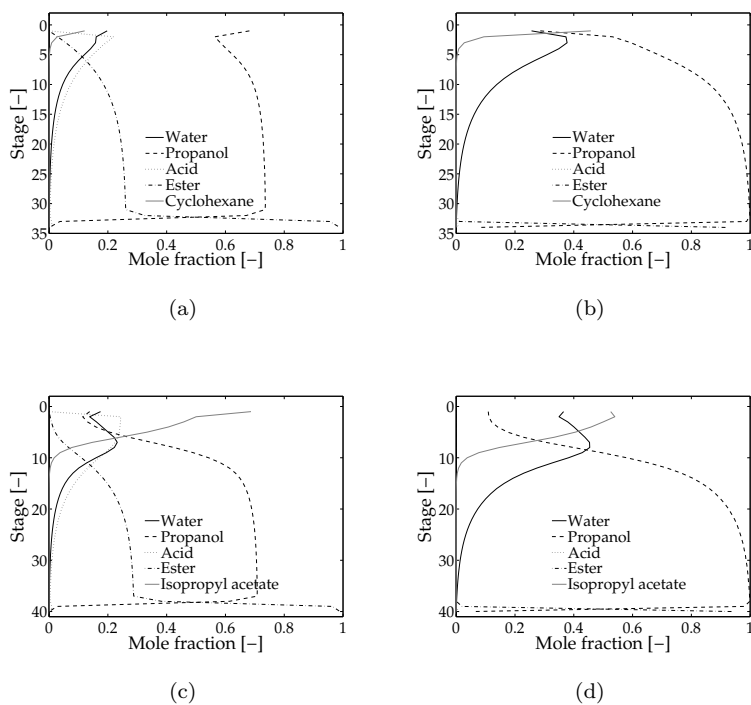 0
5
10
15
20
25
30
35
0 0.2 0.4 0.6 0.8 1
Mole fraction [−]
Stage [−]
Water
Propanol
Acid
Ester
Cyclohexane
(a)
0
5
10
15
20
25
30
35
0 0.2 0.4 0.6 0.8 1
Mole fraction [−]
Stage [−]
Water
Propanol
Acid
Ester
Cyclohexane
(b)
0
10
20
30
40
0 0.2 0.4 0.6 0.8 1
Mole fraction [−]
Stage [−]
Water
Propanol
Acid
Ester
Isopropyl acetate
(c)
0
10
20
30
40
0 0.2 0.4 0.6 0.8 1
Mole fraction [−]
Stage [−]
Water
Propanol
Acid
Ester
Isopropyl acetate
(d)